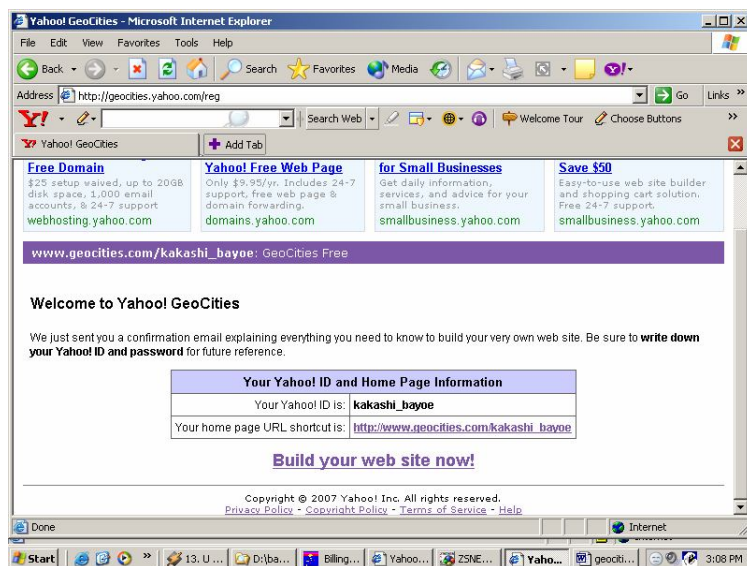 Yahoo! GeoCities - Microsoft Internet Explorer
File Edit View Favorites Tools Help
Back Search Favorites Media
Address http://geocities.yahoo.com/reg Go Links »
Y! Search Web Welcome Tour Choose Buttons »
Y? Yahoo! GeoCities Add Tab
Free Domain
$25 setup waived, up to 20GB
disk space, 1,000 email
accounts, & 24-7 support
webhosting.yahoo.com
Yahoo! Free Web Page
Only $9.95/yr. Includes 24-7
support, free web page &
domain forwarding.
domains.yahoo.com
for Small Businesses
Get daily information,
services, and advice for your
small business.
smallbusiness.yahoo.com
Save $50
Easy-to-use web site builder
and shopping cart solution.
Free 24-7 support.
smallbusiness.yahoo.com
www.geocities.com/kakashi_bayoe: GeoCities Free
Welcome to Yahoo! GeoCities
We just sent you a confirmation email explaining everything you need to know to build your very own web site. Be sure to write down
your Yahoo! ID and password for future reference.
Your Yahoo! ID and Home Page Information
Your Yahoo! ID is: kakashi_bayoe
Your home page URL shortcut is: http://www.geocities.com/kakashi_bayoe
Build your web site now!
Copyright © 2007 Yahoo! Inc. All rights reserved.
Privacy Policy - Copyright Policy - Terms of Service - Help
Done Internet
Start » 13. U ... D:\ba... Billing... Yahoo... ZSNE... Yaho... geociti... 3:08 PM